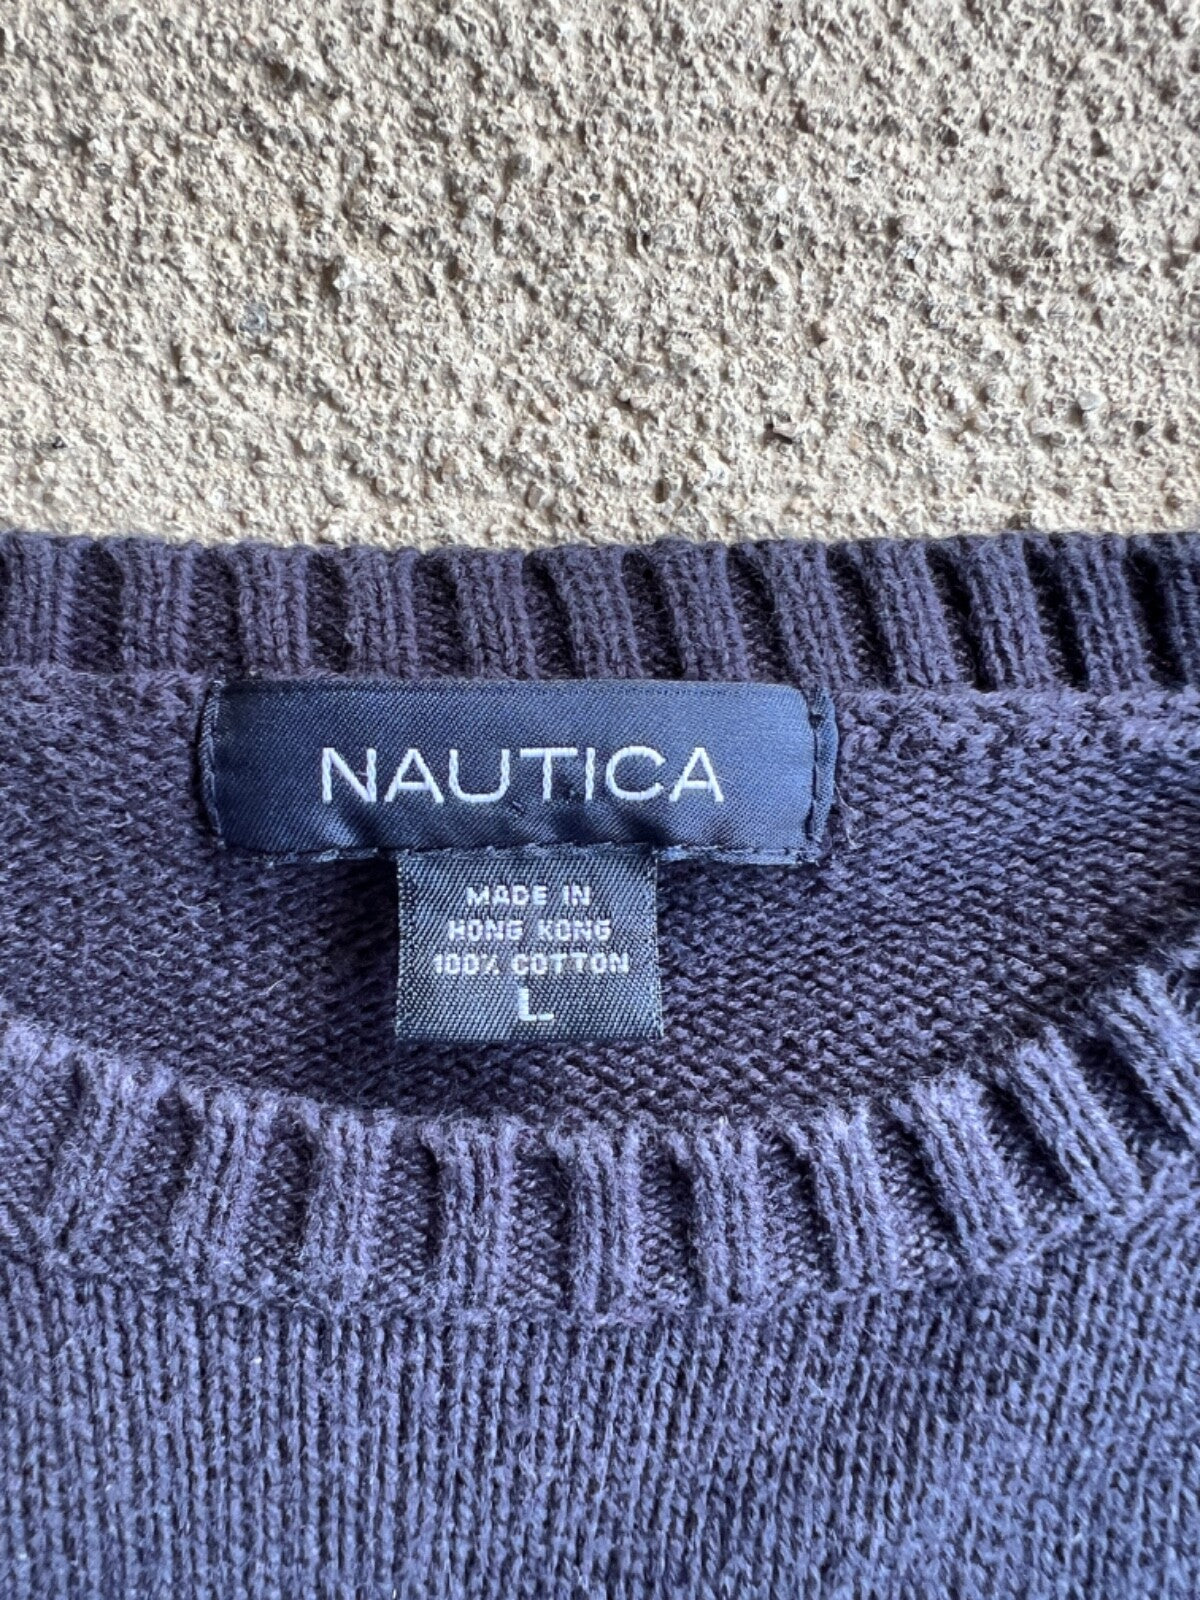 NAUTICA
MADE IN
HONG KONG
100% COTTON
L